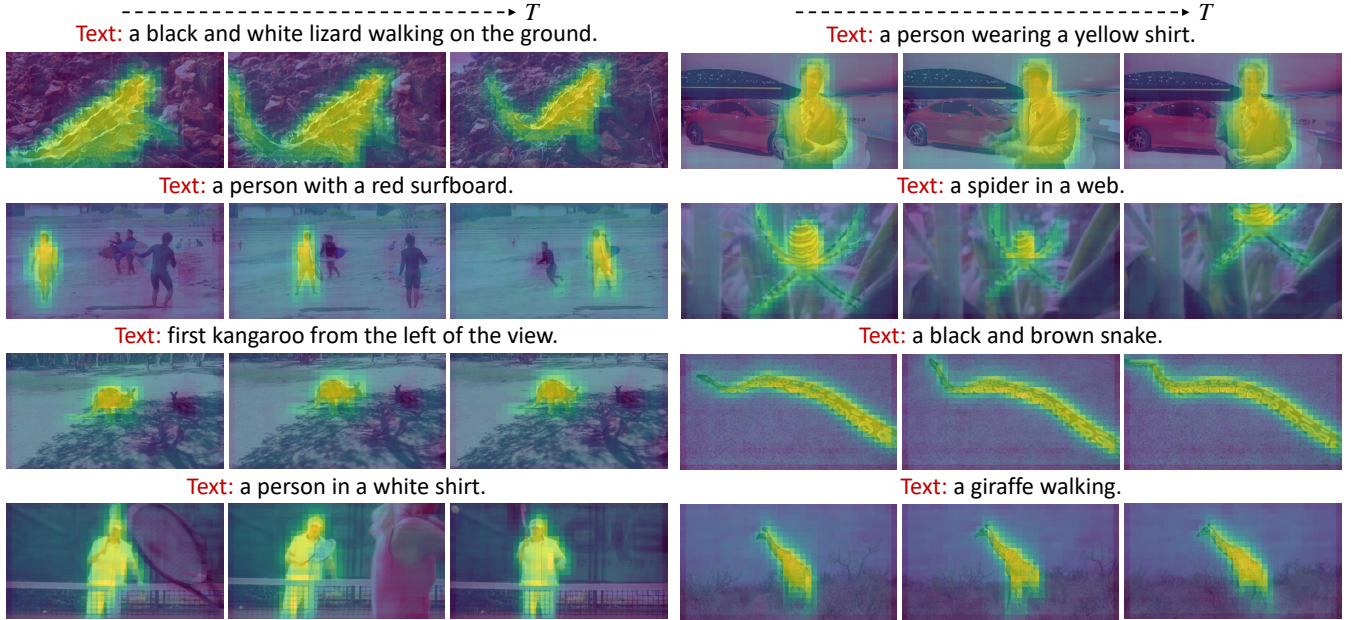 T
Text: a black and white lizard walking on the ground.
Text: a person with a red surfboard.
Text: first kangaroo from the left of the view.
Text: a person in a white shirt.
T
Text: a person wearing a yellow shirt.
Text: a spider in a web.
Text: a black and brown snake.
Text: a giraffe walking.